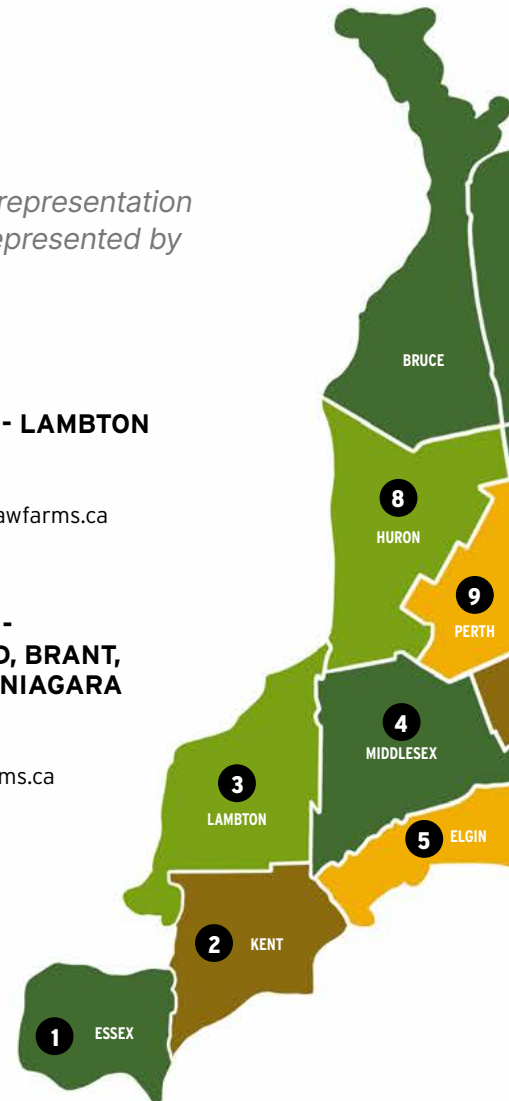 representation
epresented by
- LAMBTON
awfarms.ca
-
D, BRANT,
NIAGARA
ms.ca
BRUCE
8
HURON
9
PERTH
4
MIDDLESEX
3
LAMBTON
5 ELGIN
2 KENT
1 ESSEX